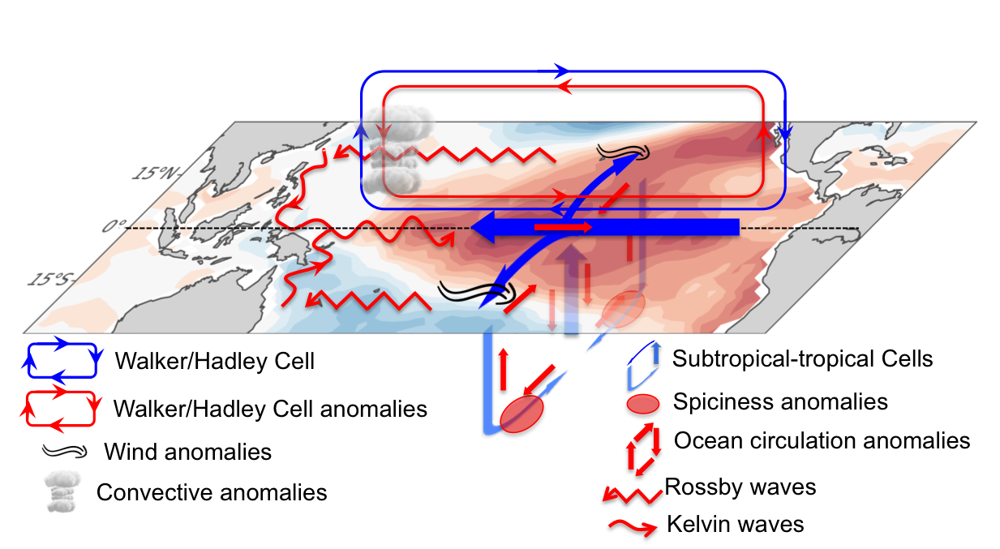 15°N
0°
15°S
Walker/Hadley Cell
Walker/Hadley Cell anomalies
Wind anomalies
Convective anomalies
Subtropical-tropical Cells
Spiciness anomalies
Ocean circulation anomalies
Rossby waves
Kelvin waves